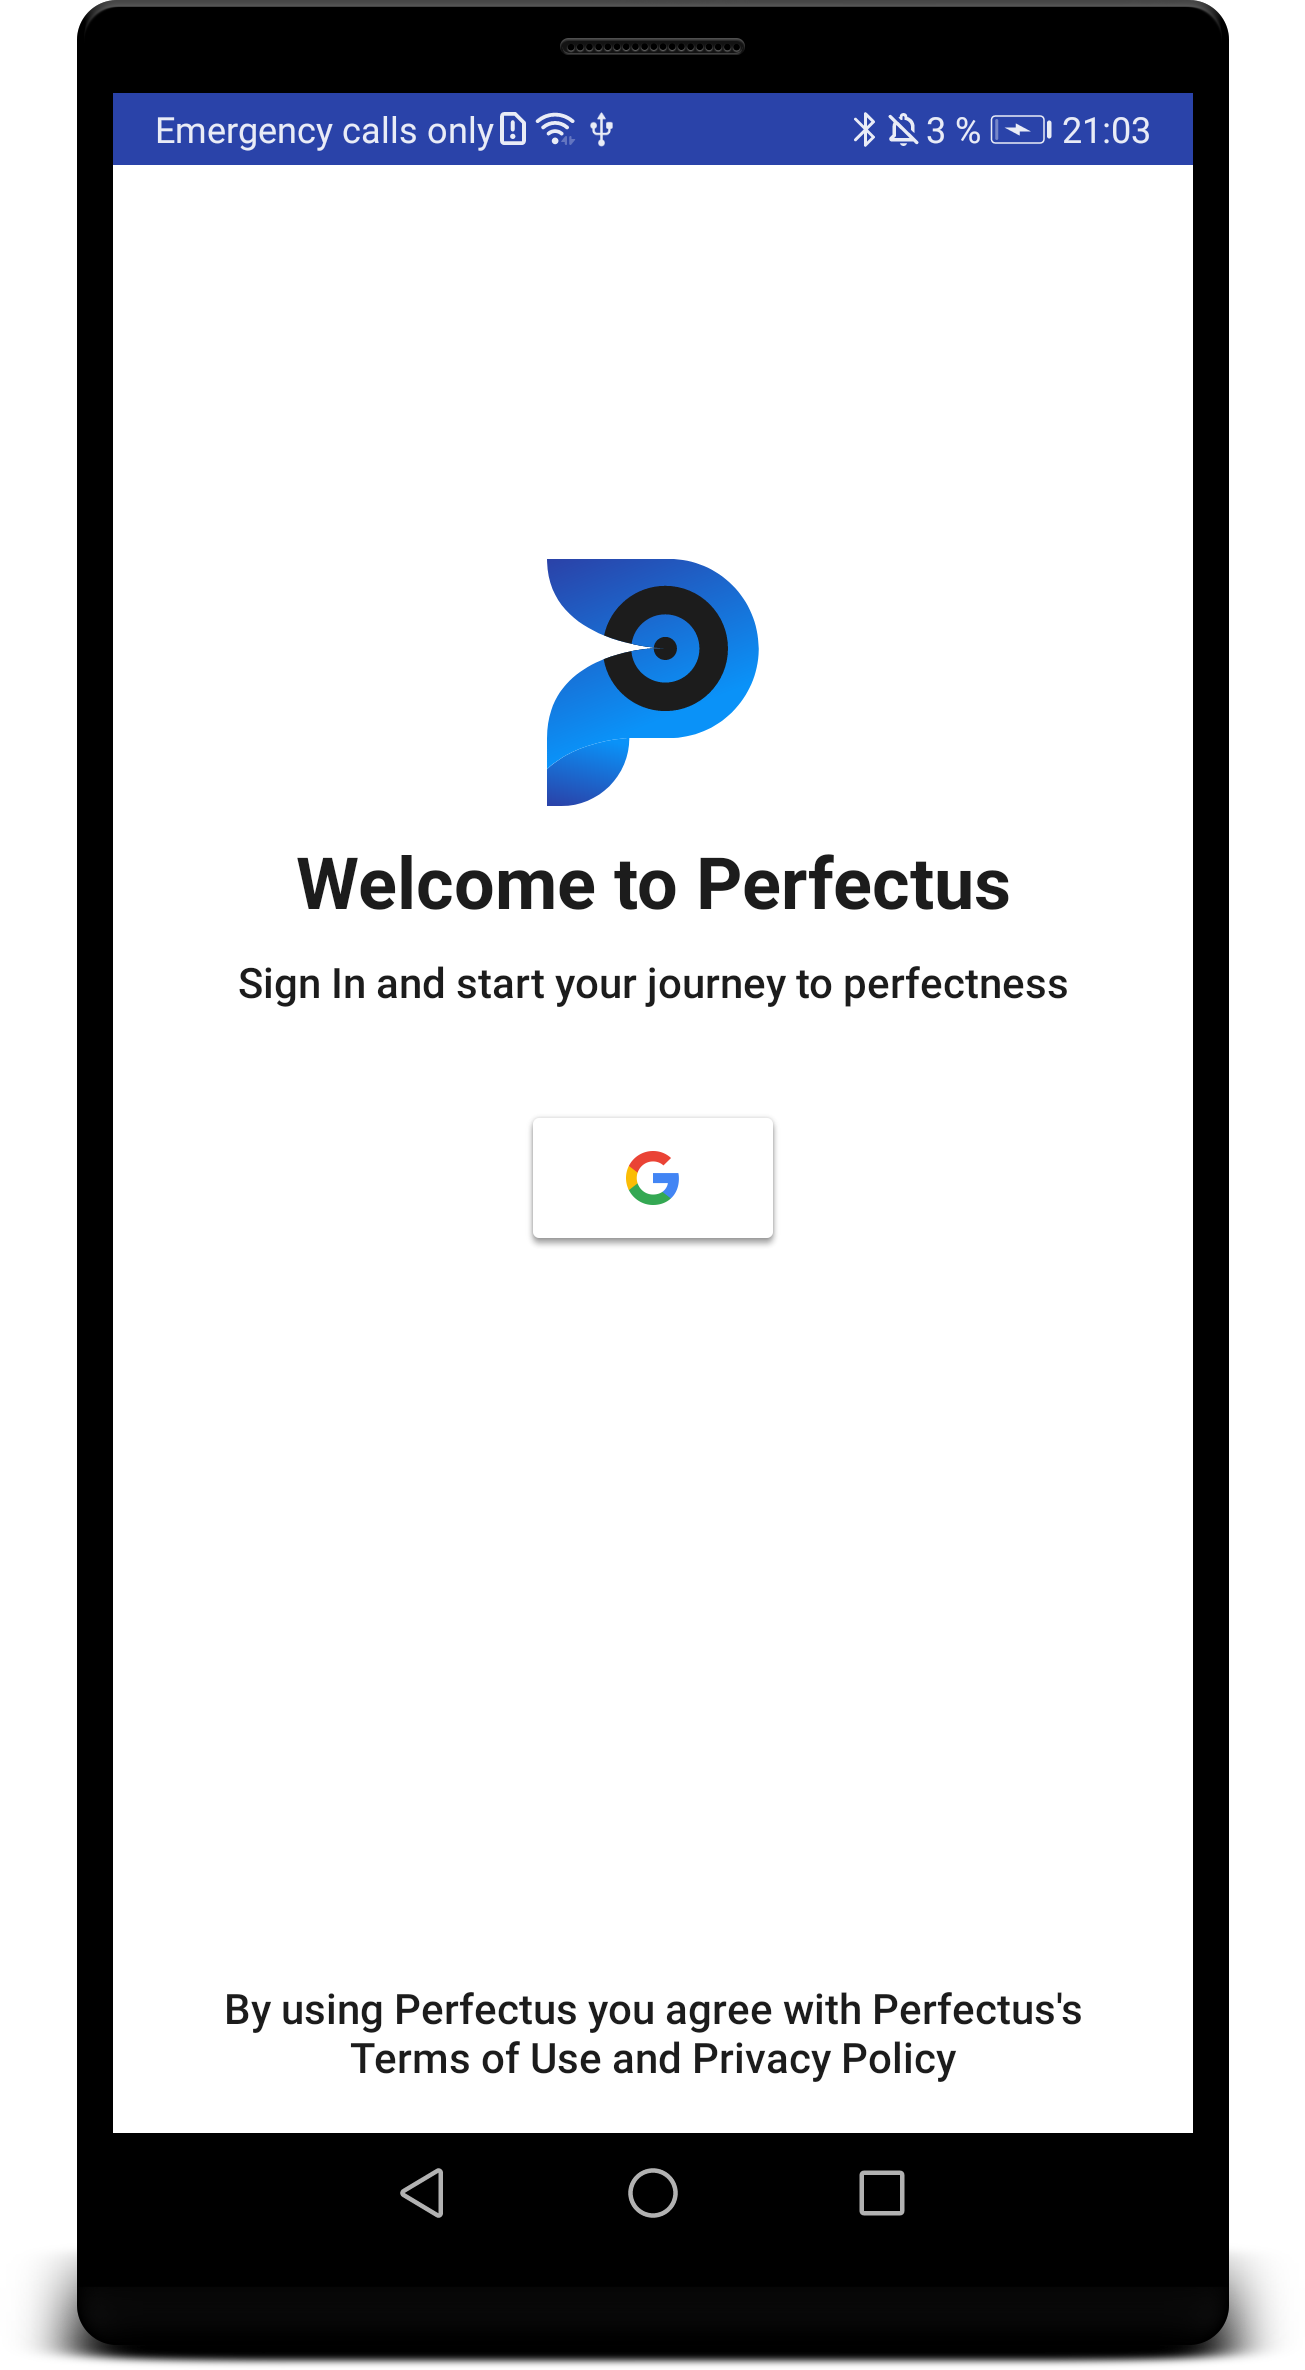 Emergency calls only 3 % 21:03
Welcome to Perfectus
Sign In and start your journey to perfectness
By using Perfectus you agree with Perfectus's
Terms of Use and Privacy Policy